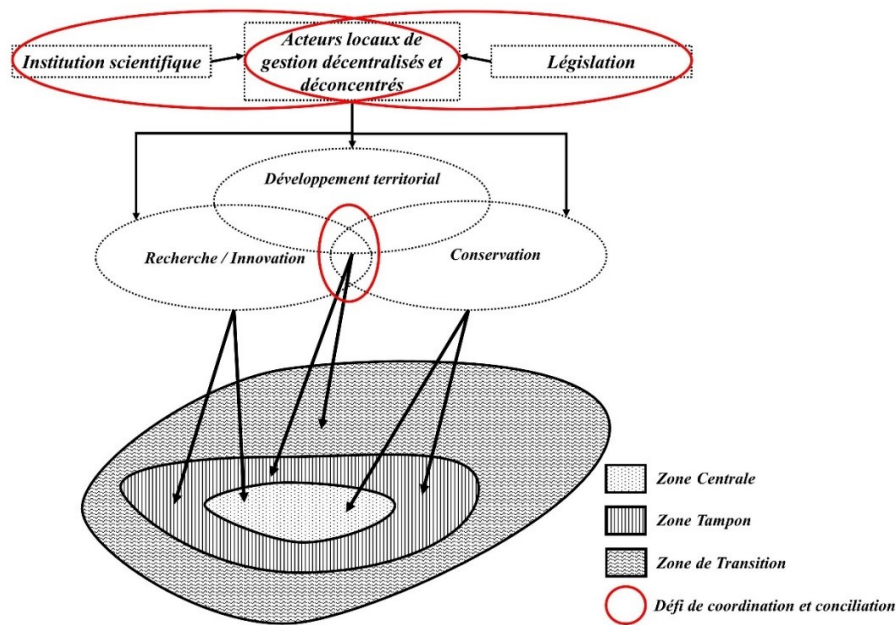 Institution scientifique
Acteurs locaux de
gestion décentralisés et
déconcentrés
Législation
Développement territorial
Recherche / Innovation
Conservation
Zone Centrale
Zone Tampon
Zone de Transition
Défi de coordination et conciliation